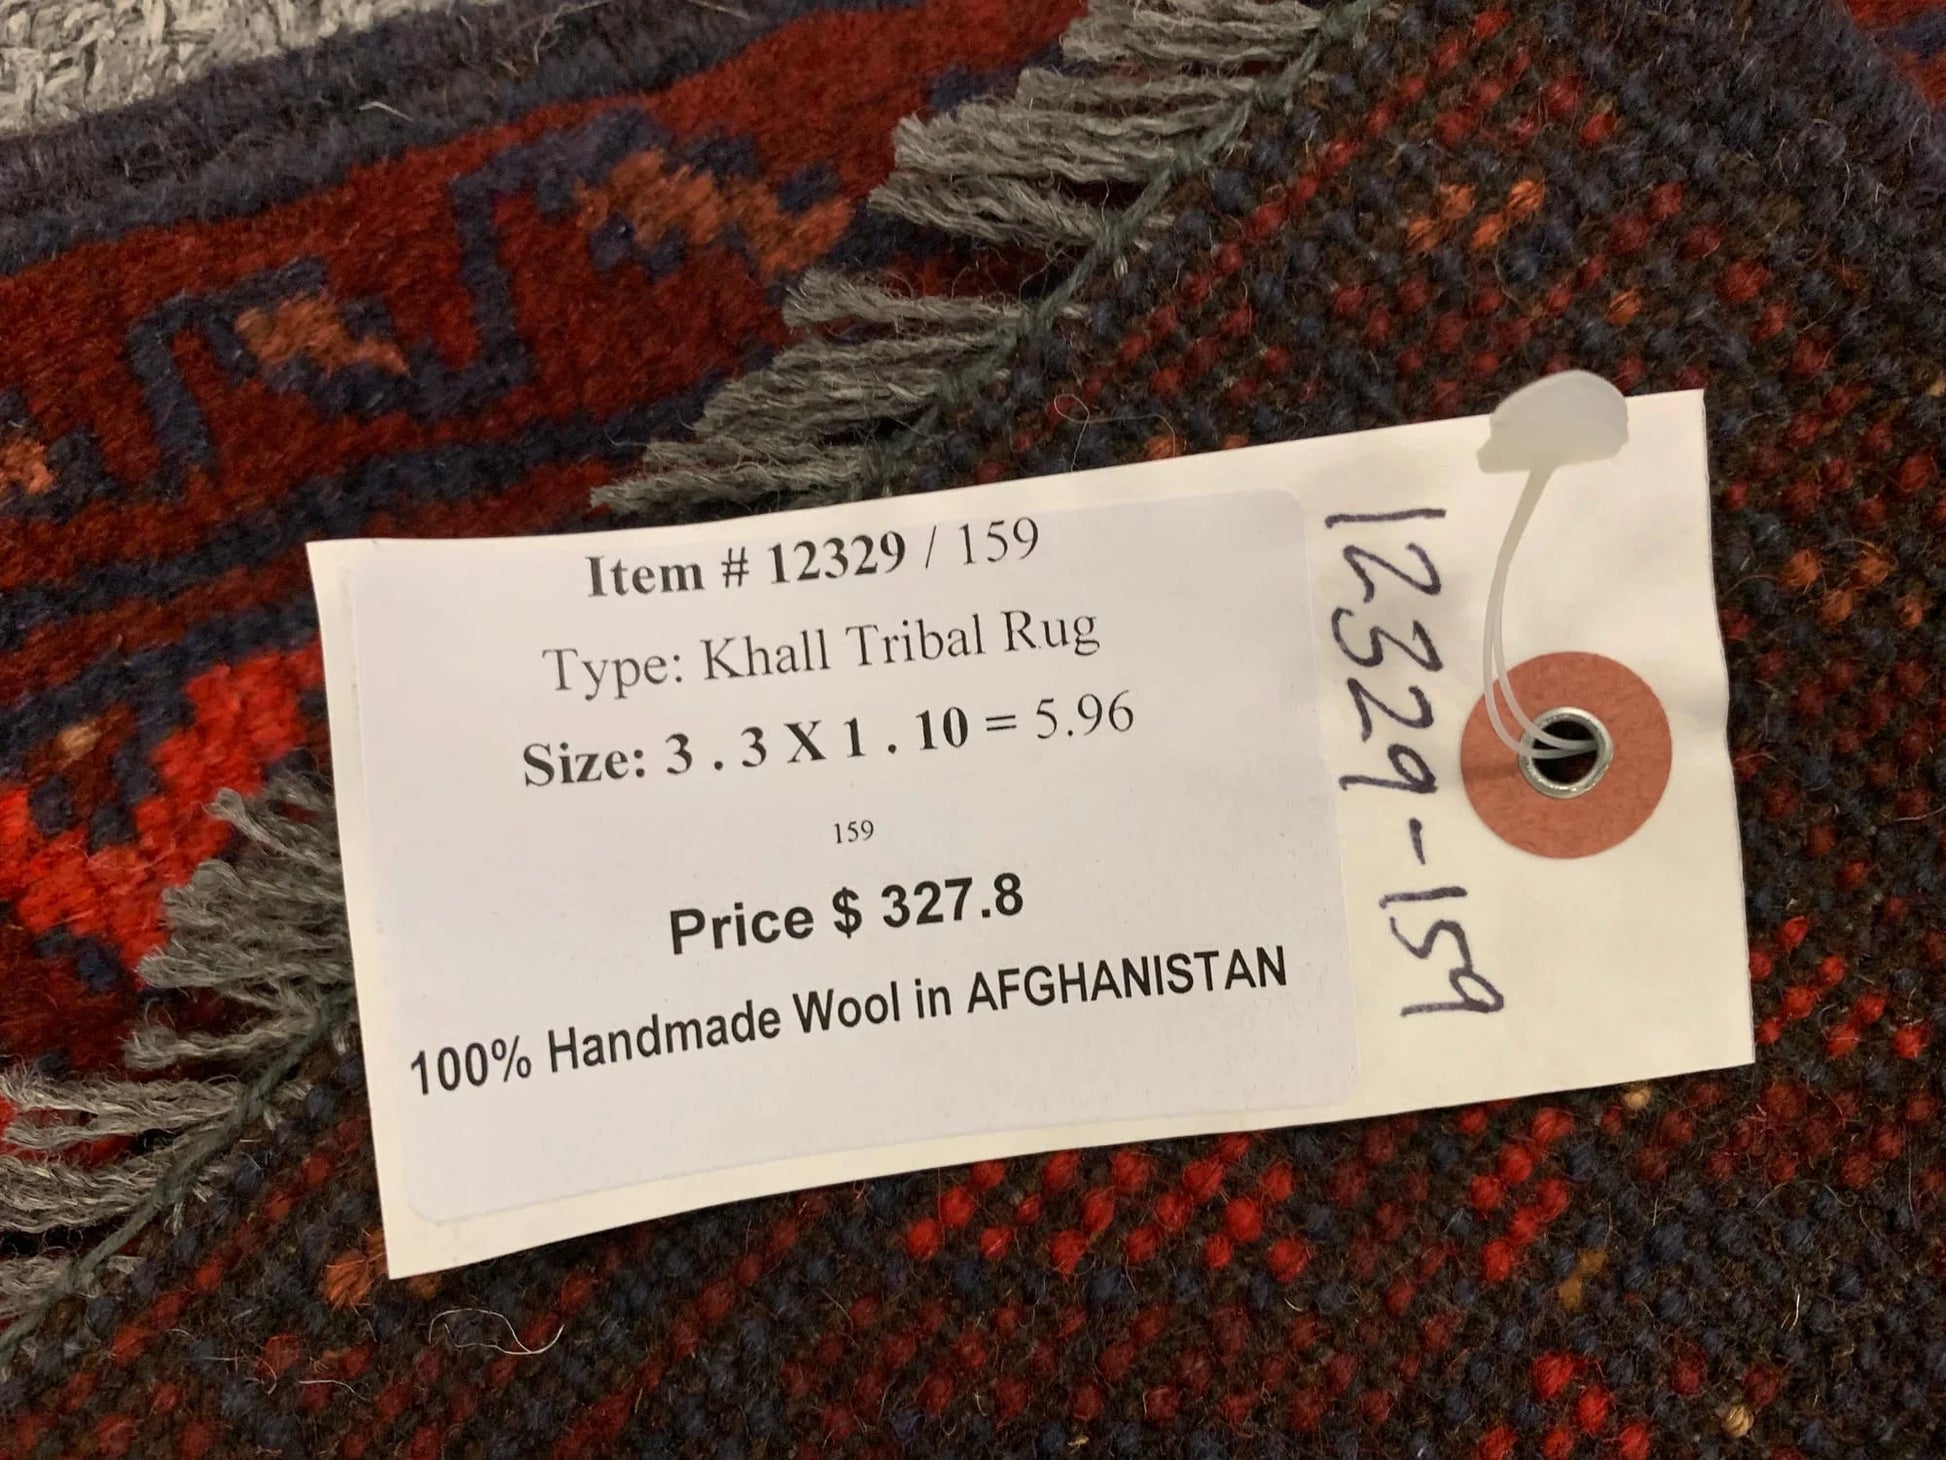 Item # 12329 / 159
Type: Khall Tribal Rug
Size: 3 . 3 X 1 . 10 = 5.96
159
Price $ 327.8
100% Handmade Wool in AFGHANISTAN
12329-159